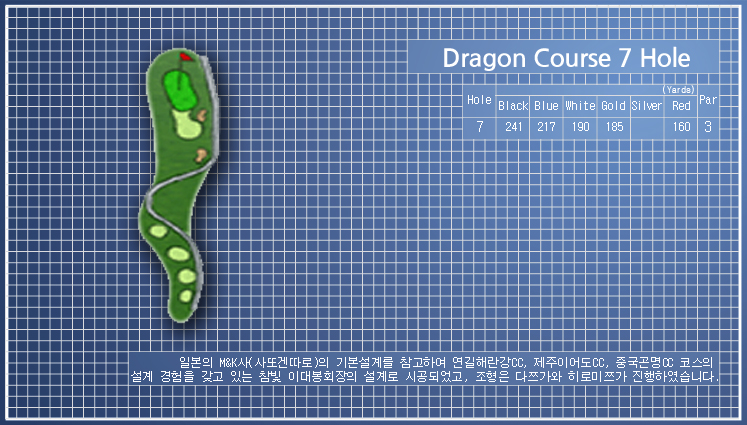 Dragon Course 7 Hole
(Yards)
Hole Black Blue White Gold Silver Red Par
7 241 217 190 185 160 3
일본의 M&K사(사또겐따로)의 기본설계를 참고하여 연길해란강CC, 제주이어도CC, 중국곤명CC 코스의
설계 경험을 갖고 있는 참빛 이대봉회장의 설계로 시공되었고, 조형은 다쯔가와 히로미쯔가 진행하였습니다.